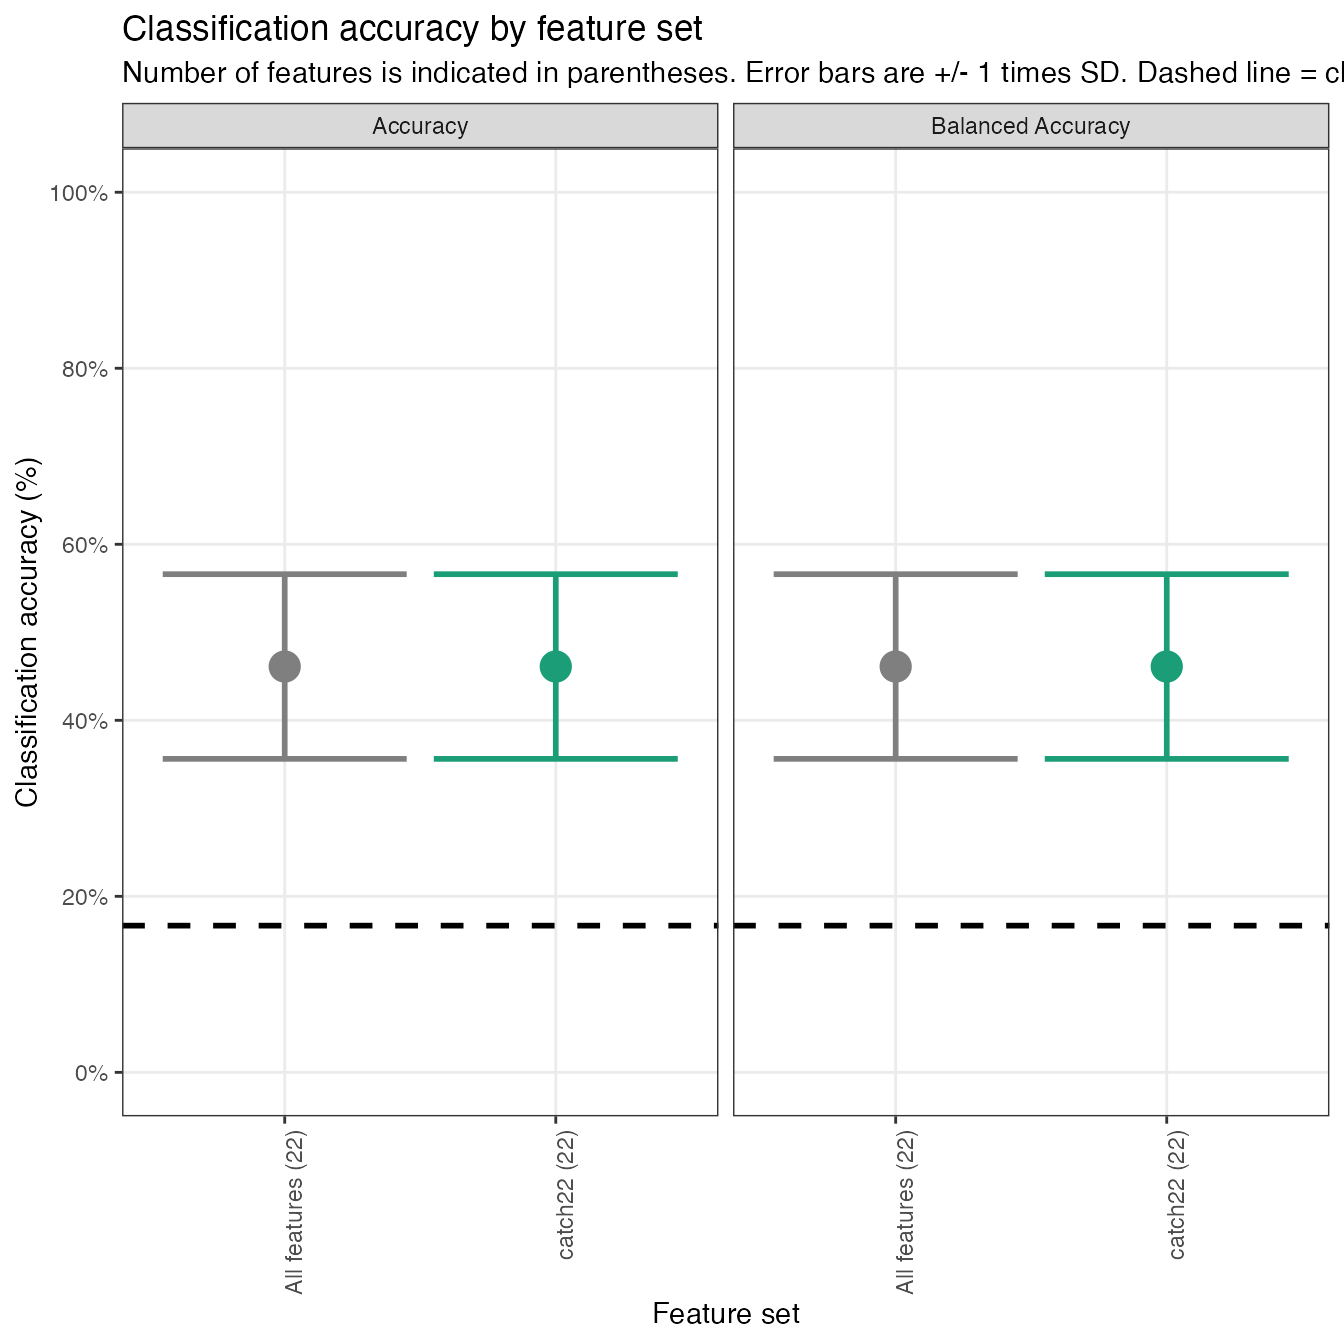 Classification accuracy by feature set
Number of features is indicated in parentheses. Error bars are +/- 1 times SD. Dashed line =
Accuracy
Balanced Accuracy
Classification accuracy (%)
100%
80%
60%
40%
20%
0%
All features (22)
catch22 (22)
All features (22)
catch22 (22)
Feature set